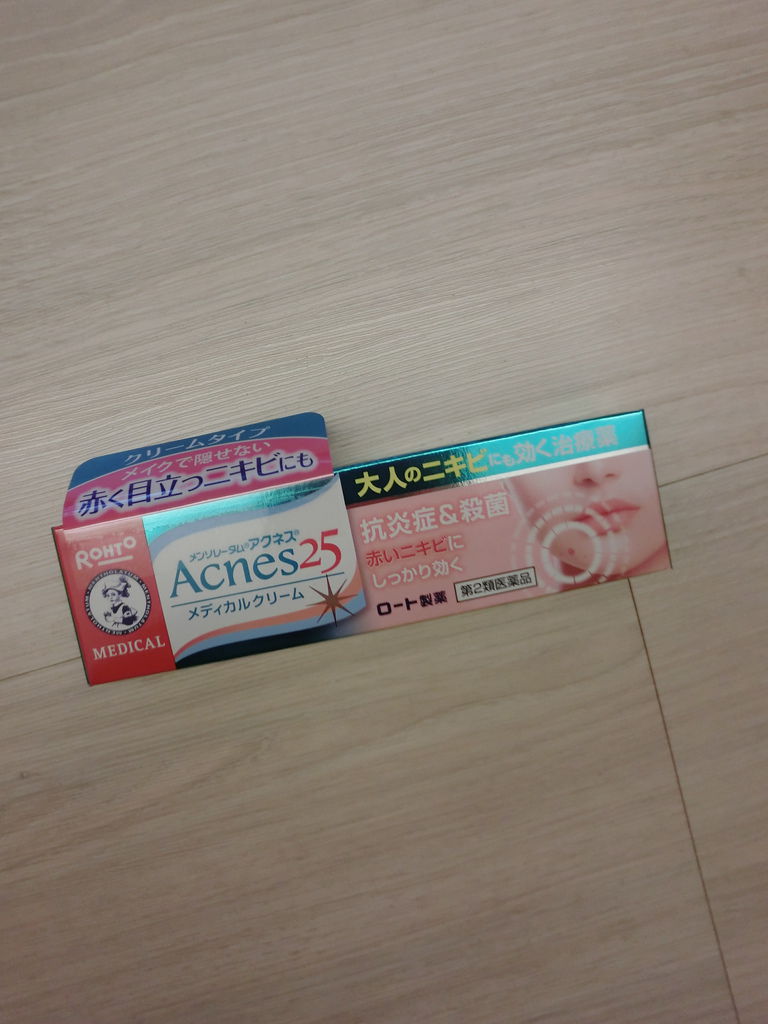 クリームタイプ
メイクで隠せない
赤く目立つニキビにも
ROHTO
MENTHOLATUM
MEDICAL
メンソレータム®アクネス®
Acnes25
メディカルクリーム
大人のニキビにも効く治療薬
抗炎症&殺菌
赤いニキビに
しっかり効く
ロート製薬
第2類医薬品